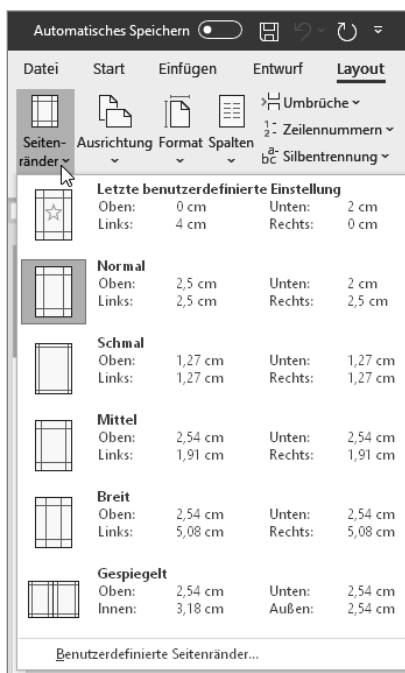 Automatisches Speichern
Datei Start Einfügen Entwurf Layout
Seiten-
ränder
Ausrichtung Format Spalten
Umbrüche
Zeilennummern
Silbentrennung
Letzte benutzerdefinierte Einstellung
Oben: 0 cm Unten: 2 cm
Links: 4 cm Rechts: 0 cm
Normal
Oben: 2,5 cm Unten: 2 cm
Links: 2,5 cm Rechts: 2,5 cm
Schmal
Oben: 1,27 cm Unten: 1,27 cm
Links: 1,27 cm Rechts: 1,27 cm
Mittel
Oben: 2,54 cm Unten: 2,54 cm
Links: 1,91 cm Rechts: 1,91 cm
Breit
Oben: 2,54 cm Unten: 2,54 cm
Links: 5,08 cm Rechts: 5,08 cm
Gespiegelt
Oben: 2,54 cm Unten: 2,54 cm
Innen: 3,18 cm Außen: 2,54 cm
Benutzerdefinierte Seitenränder...